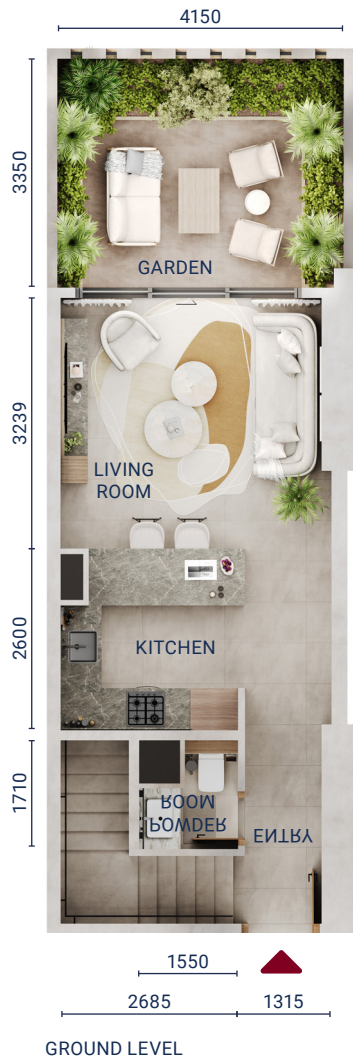 4150
3350
GARDEN
3239
LIVING
ROOM
2600
KITCHEN
1710
POWDER
ROOM
ENTRY
1550
2685
1315
GROUND LEVEL